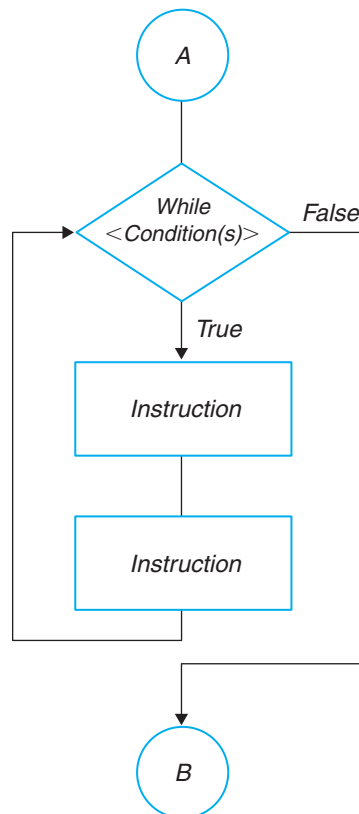 A
While
<Condition(s)>
False
True
Instruction
Instruction
B